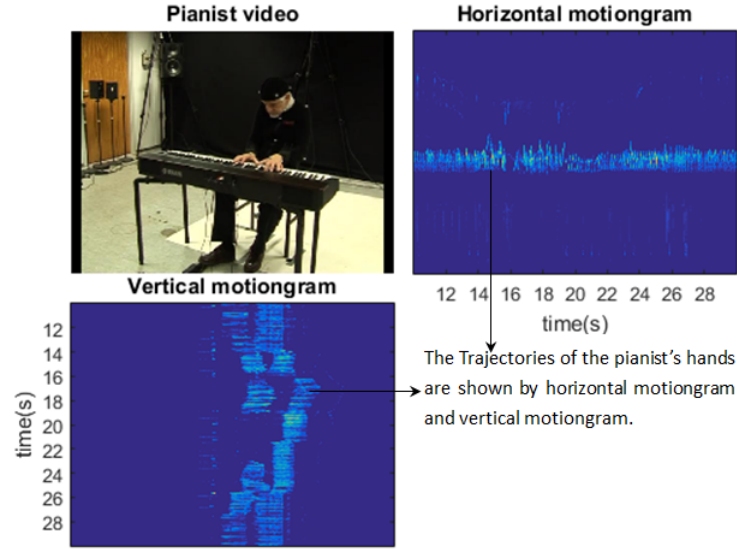 Pianist video
Horizontal motiongram
12 14 16 18 20 22 24 26 28
time(s)
Vertical motiongram
12
14
16
18
20
22
24
26
28
time(s)
The Trajectories of the pianist's hands
are shown by horizontal motiongram
and vertical motiongram.